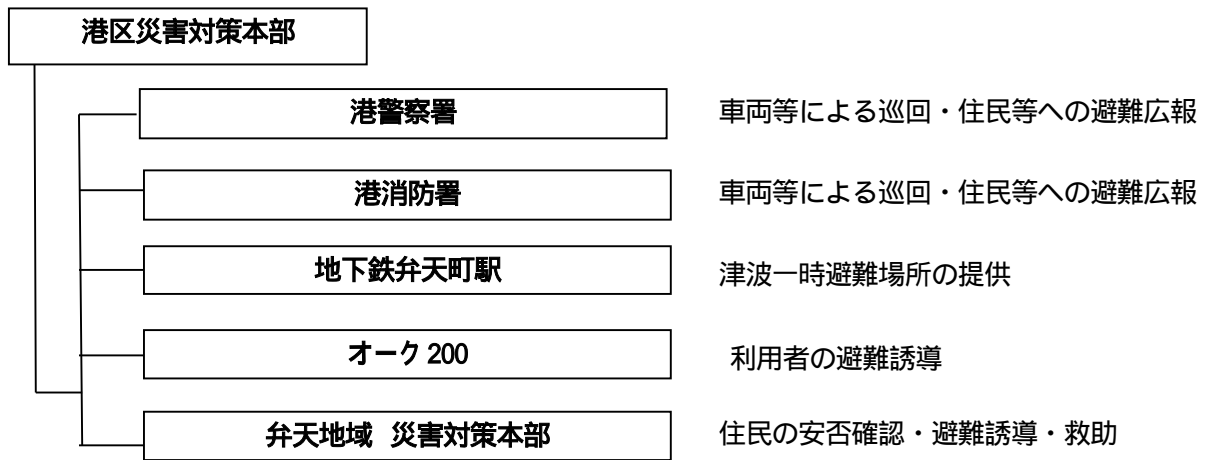 港区災害対策本部
港警察署 車両等による巡回・住民等への避難広報
港消防署 車両等による巡回・住民等への避難広報
地下鉄弁天町駅 津波一時避難場所の提供
オーク 200 利用者の避難誘導
弁天地域 災害対策本部 住民の安否確認・避難誘導・救助